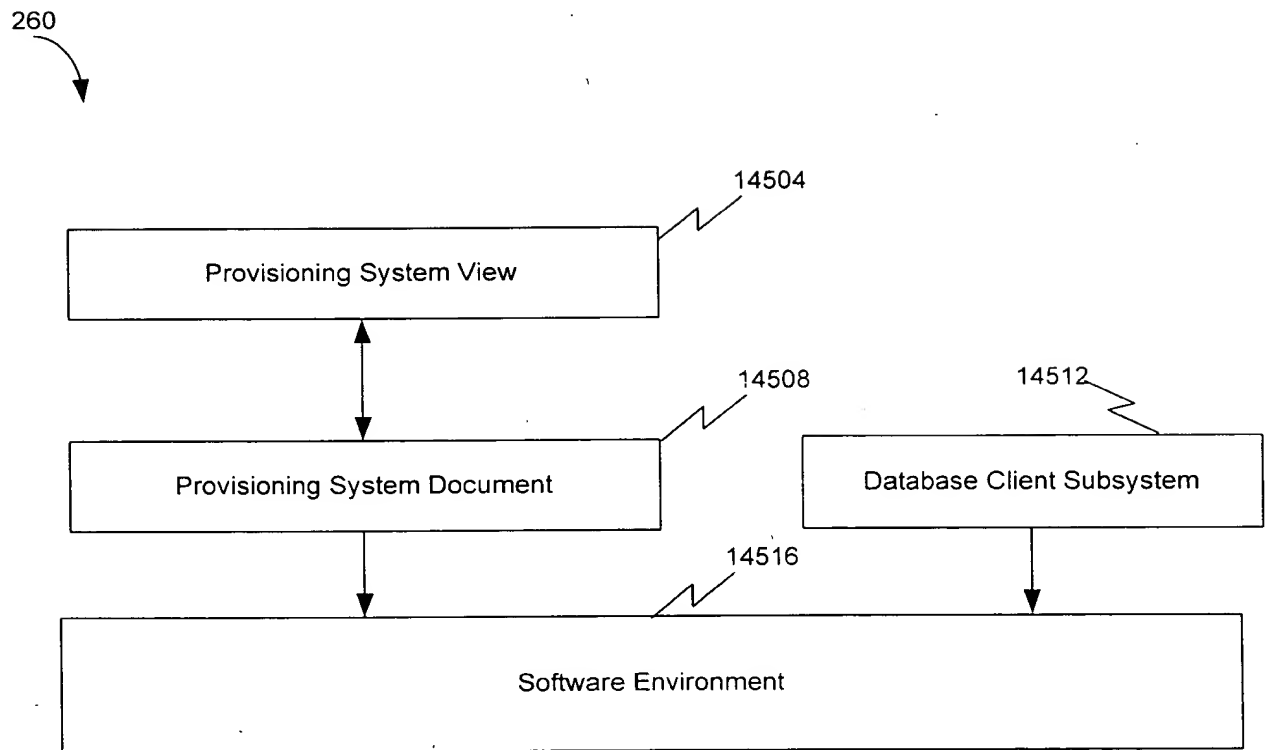 260
14504
Provisioning System View
14508
14512
Provisioning System Document
Database Client Subsystem
14516
Software Environment